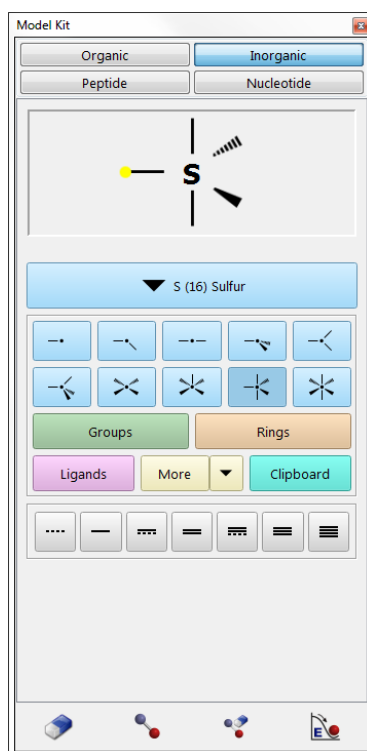 Model Kit
Organic Inorganic
Peptide Nucleotide
S
S (16) Sulfur
Groups Rings
Ligands More Clipboard
E